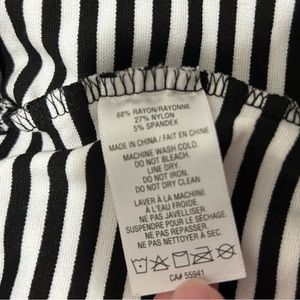 68% RAYON/RAYONNE
27% NYLON
5% SPANDEX
MADE IN CHINA / FAIT EN CHINE
MACHINE WASH COLD.
DO NOT BLEACH.
LINE DRY.
DO NOT IRON.
DO NOT DRY CLEAN
LAVER À LA MACHINE
À L'EAU FROIDE.
NE PAS JAVELLISER
SUSPENDRE POUR LE SÉCHAGE.
NE PAS REPASSER.
NE PAS NETTOYER À SEC
CA# 55941